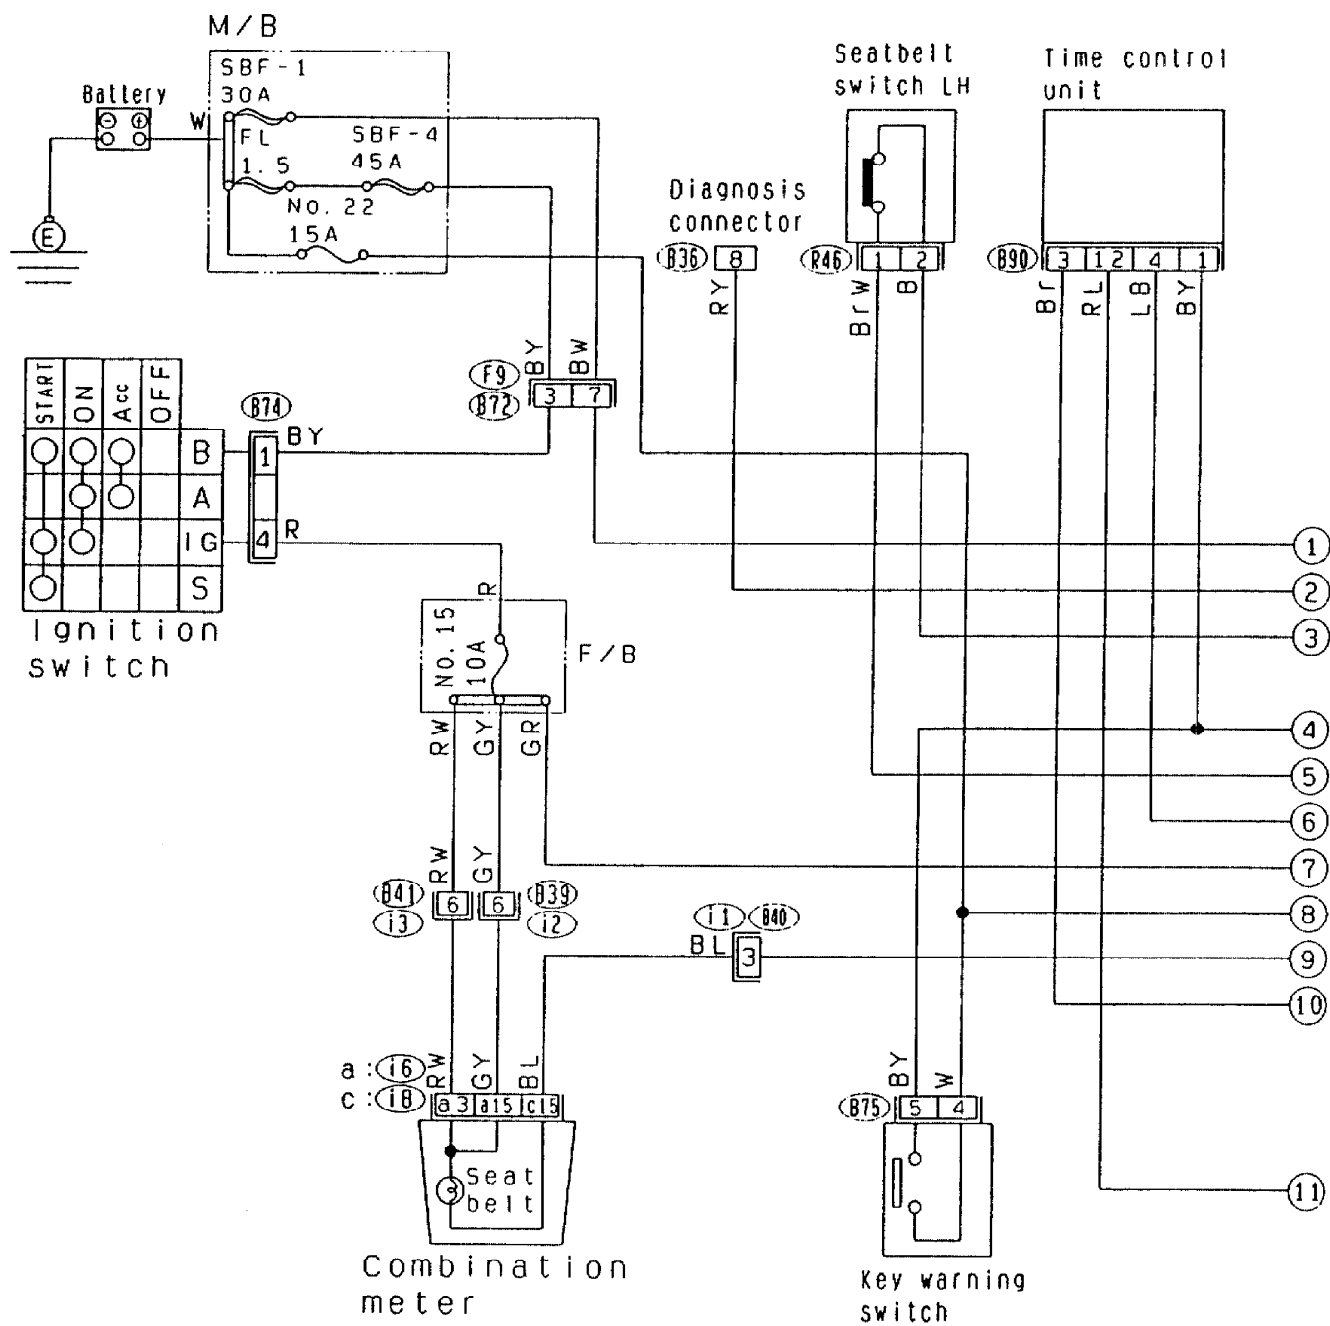 M/B
SBF-1
30A
Battery
W
FL
1.5
SBF-4
45A
No. 22
15A
E
Seatbelt
switch LH
Time control
unit
Diagnosis
connector
B36
8
R46
1
2
B90
3
12
4
1
RY
BrW
B
Br
RL
LB
BY
BY
BW
F9
B72
3
7
START
ON
Acc
OFF
B
A
IG
S
Ignition
switch
B74
1
4
BY
R
R
No. 15
10A
F/B
RW
GY
GR
RW
GY
B41
i3
6
6
B39
i2
i1
B40
BL
3
1
2
3
4
5
6
7
8
9
10
11
a:i6
c:i8
RW
GY
BL
a3
a15
c15
Seat
belt
Combination
meter
BY
W
B75
5
4
Key warning
switch